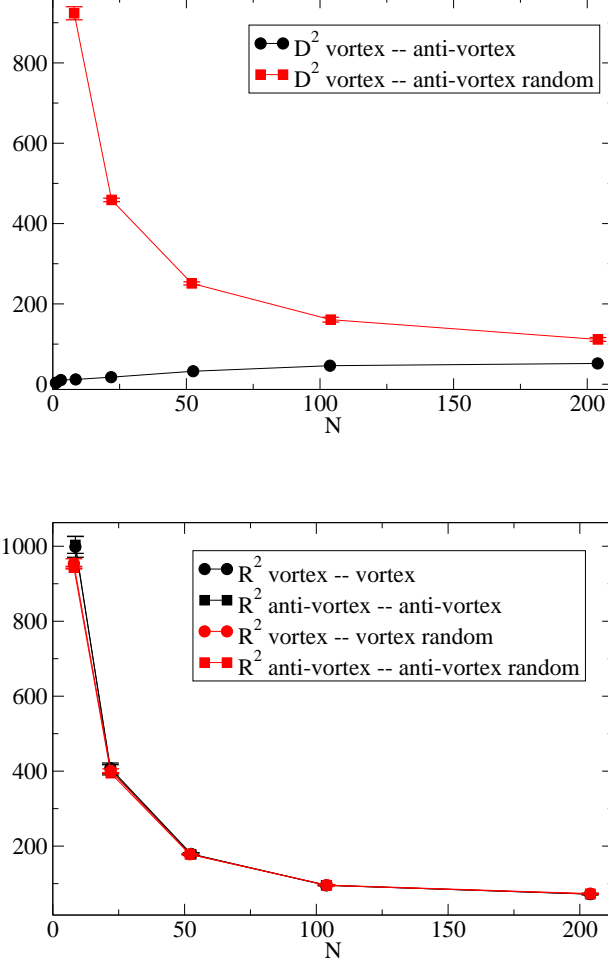 D² vortex -- anti-vortex
D² vortex -- anti-vortex random
800
600
400
200
0
0 50 100 150 200
N
R² vortex -- vortex
R² anti-vortex -- anti-vortex
R² vortex -- vortex random
R² anti-vortex -- anti-vortex random
1000
800
600
400
200
0 50 100 150 200
N